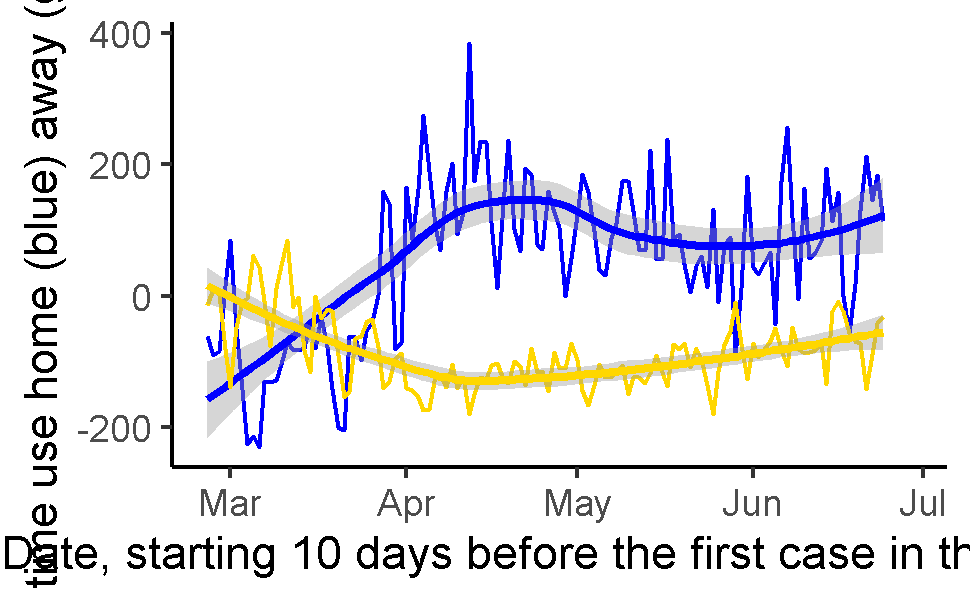 time use home (blue) away (
400
200
0
-200
Mar Apr May Jun Jul
Date, starting 10 days before the first case in th